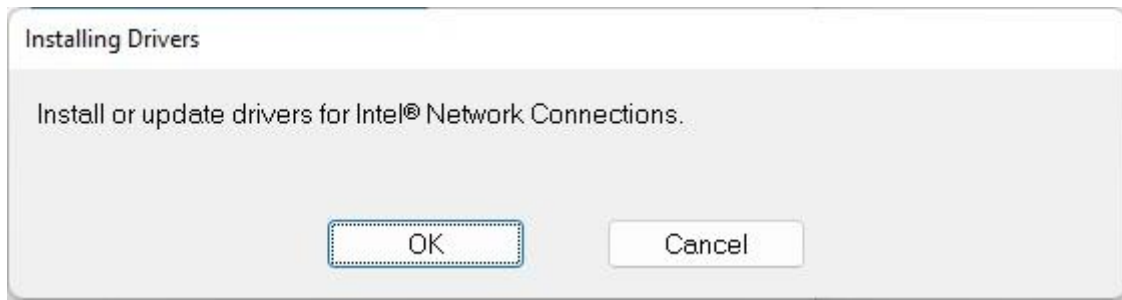 Installing Drivers
Install or update drivers for Intel® Network Connections.
OK
Cancel